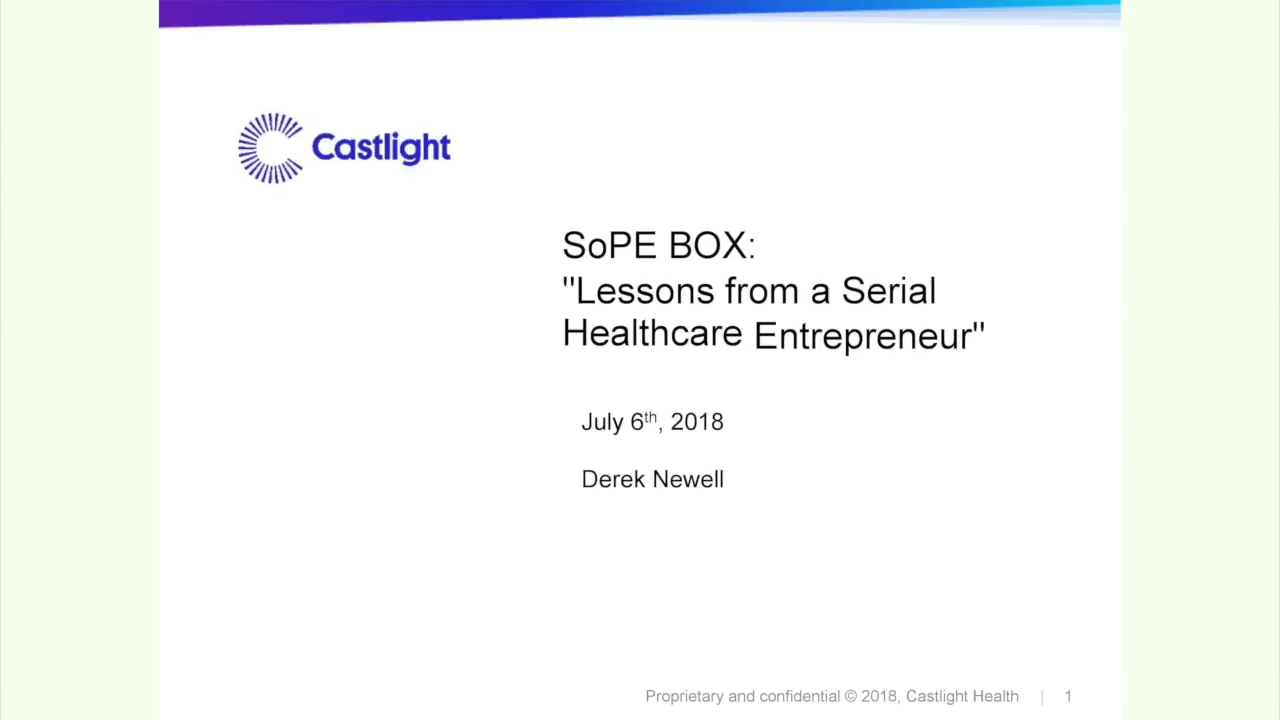 Castlight
SoPE BOX:
"Lessons from a Serial
Healthcare Entrepreneur"
July 6th, 2018
Derek Newell
Proprietary and confidential © 2018, Castlight Health | 1